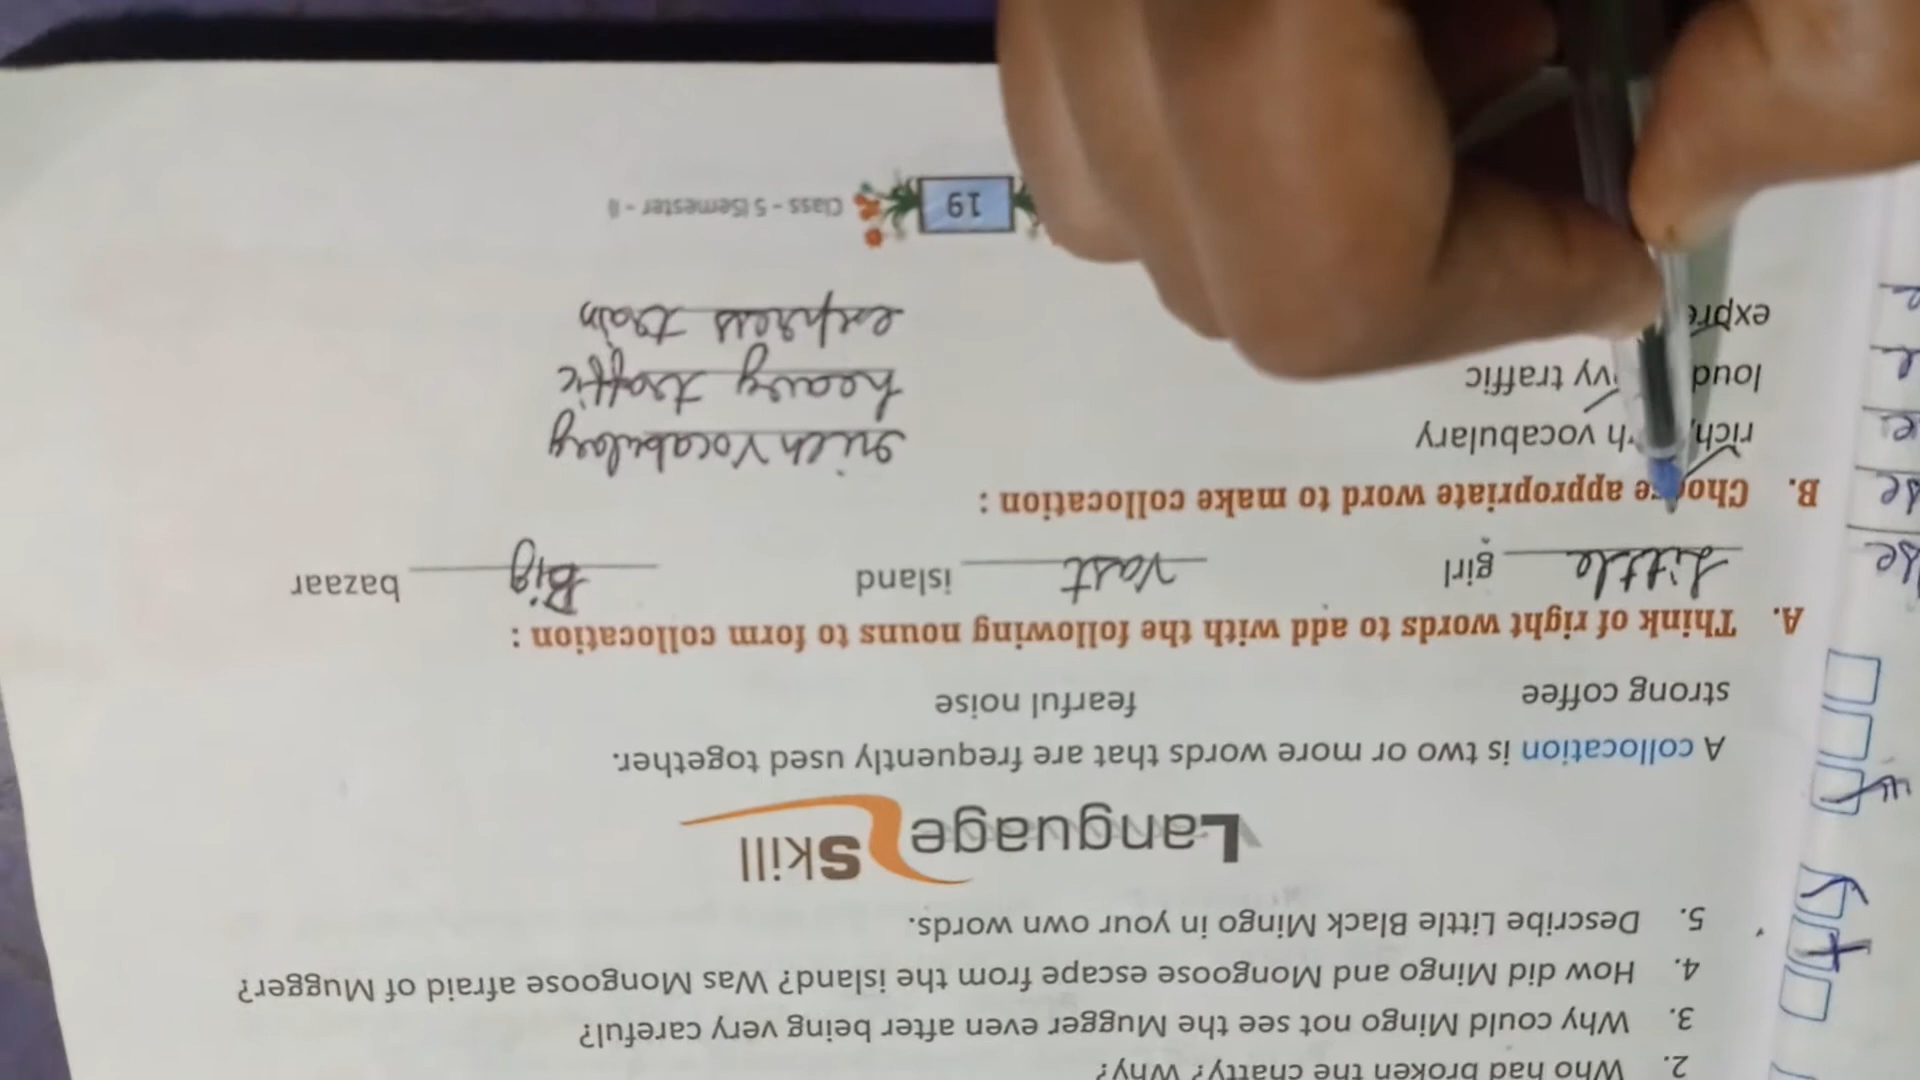 2. Who had broken the chatty? Why?
3. Why could Mingo not see the Mugger even after being very careful?
4. How did Mingo and Mongoose escape from the island? Was Mongoose afraid of Mugger?
5. Describe Little Black Mingo in your own words.
Language Skill
A collocation is two or more words that are frequently used together.
strong coffee fearful noise
A. Think of right words to add with the following nouns to form collocation :
Little girl Vast island Big bazaar
B. Choose appropriate word to make collocation :
rich, vocabulary rich vocabulary
loud traffic heavy traffic
express train
19 Class - 5 (Semester - II